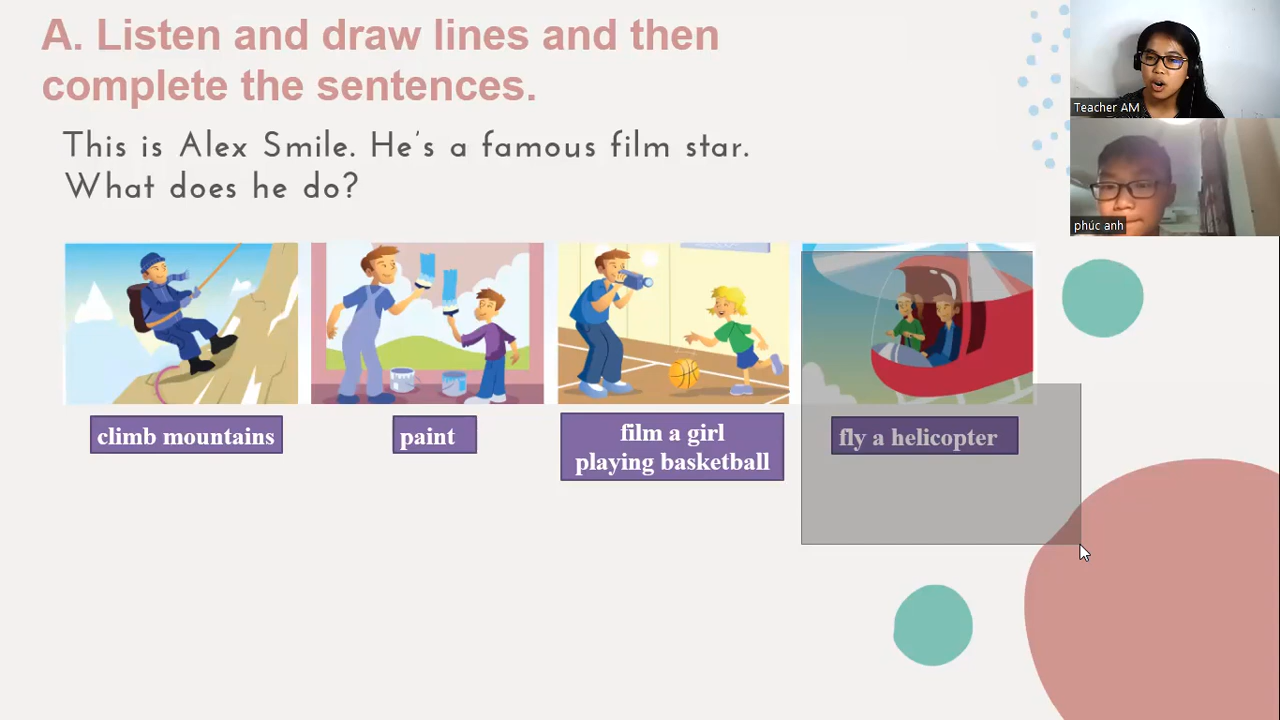 A. Listen and draw lines and then
complete the sentences.
This is Alex Smile. He's a famous film star.
What does he do?
Teacher AM
phúc anh
climb mountains
paint
film a girl
playing basketball
fly a helicopter